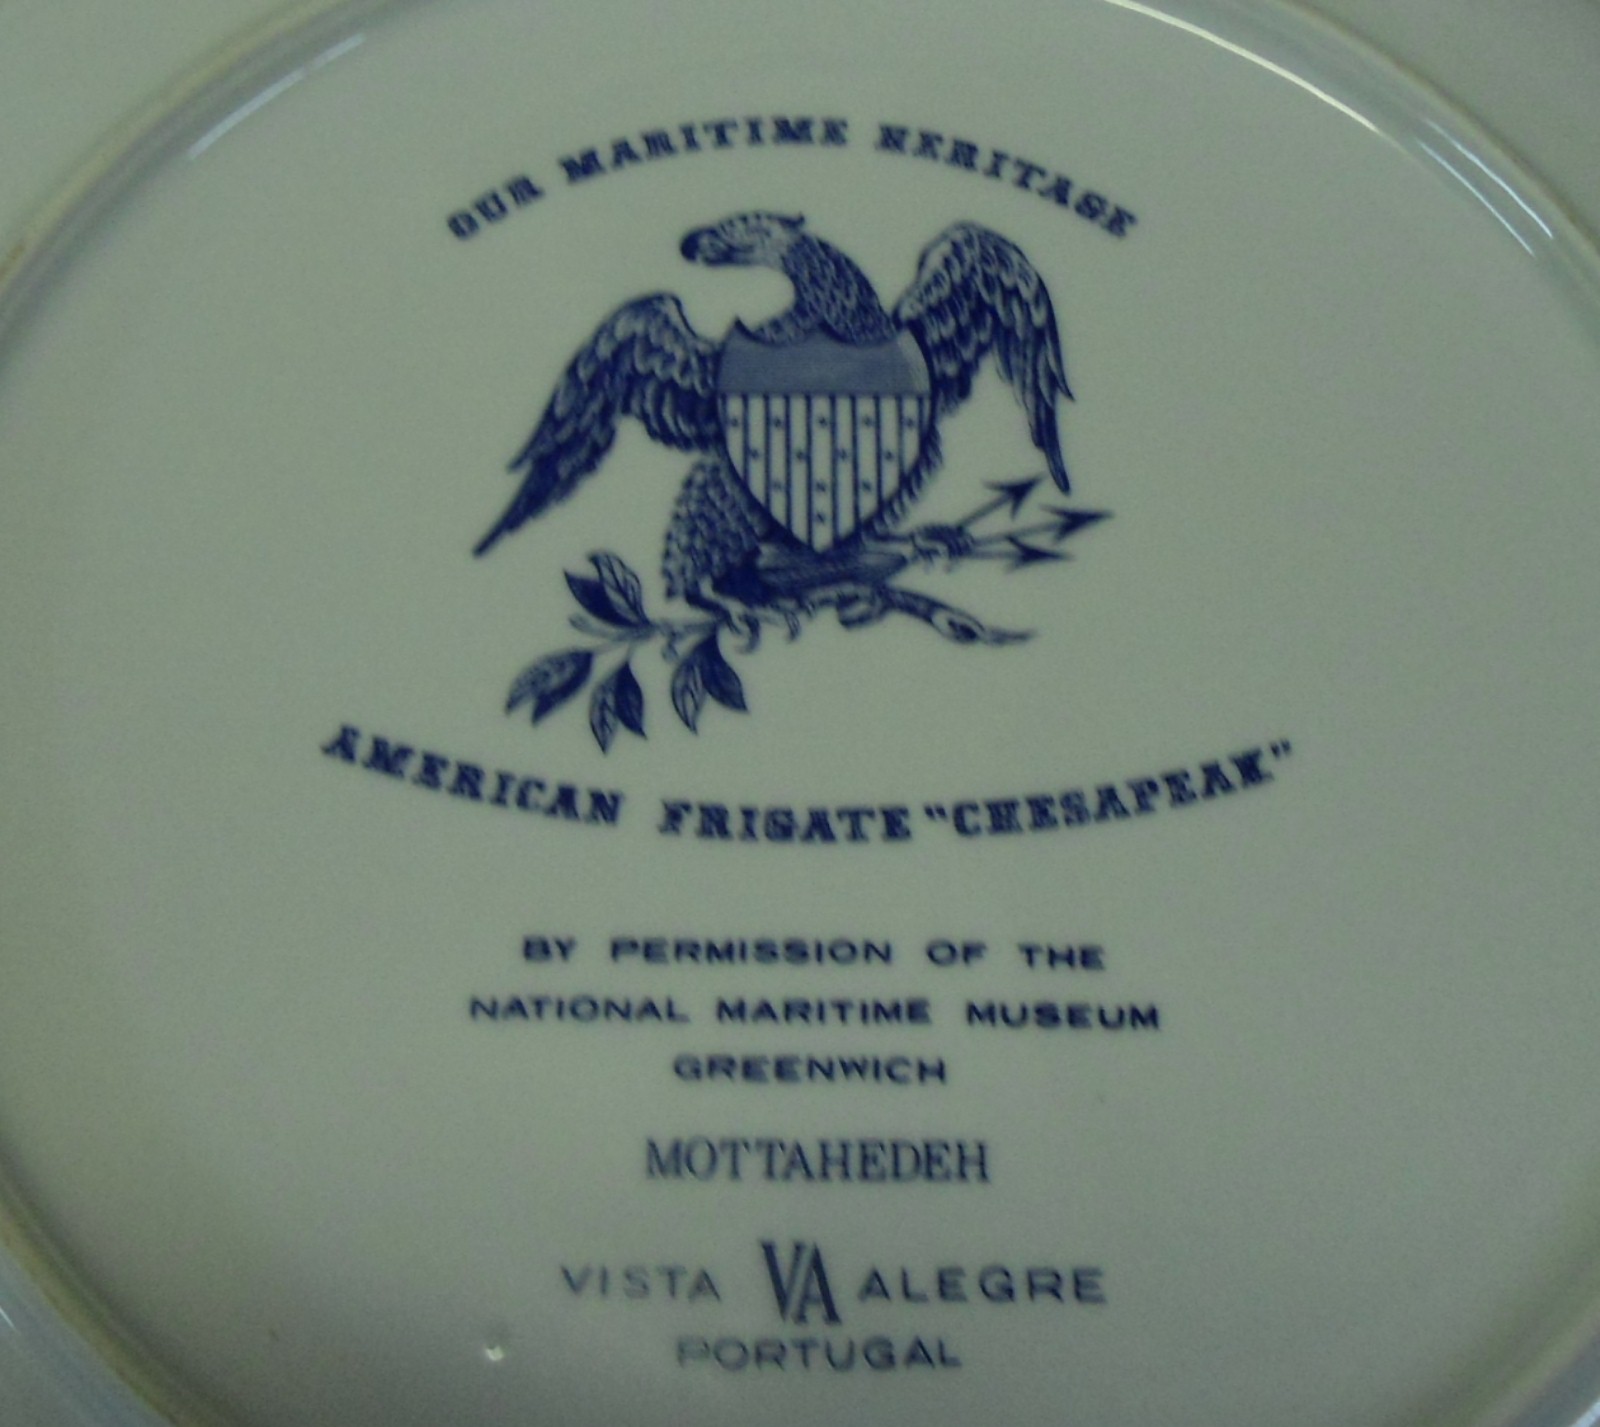 OUR MARITIME HERITAGE
AMERICAN FRIGATE "CHESAPEAK"
BY PERMISSION OF THE
NATIONAL MARITIME MUSEUM
GREENWICH
MOTTAHEDEH
VISTA VA ALEGRE
PORTUGAL